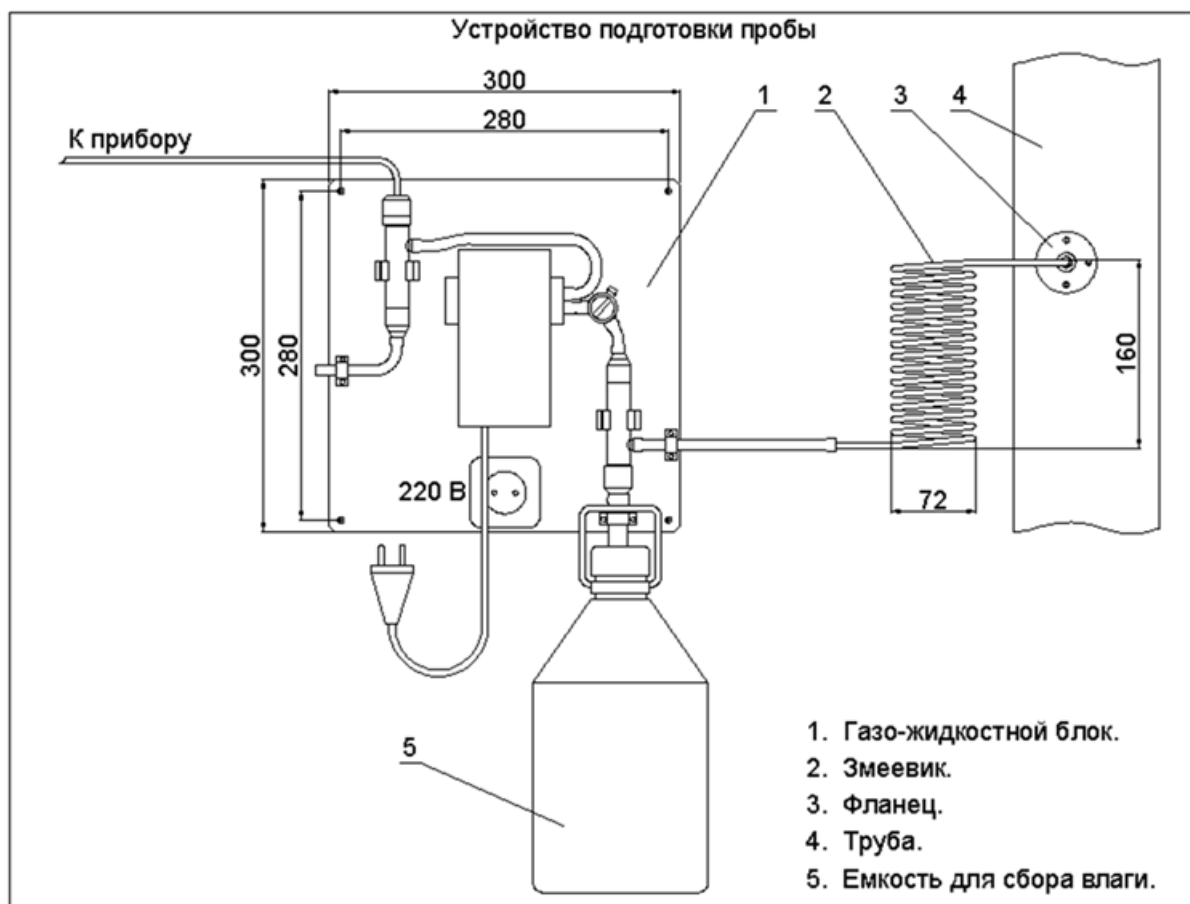 Устройство подготовки пробы
300
280
1
2
3
4
К прибору
300
280
160
220 В
72
5
1. Газо-жидкостной блок.
2. Змеевик.
3. Фланец.
4. Труба.
5. Емкость для сбора влаги.